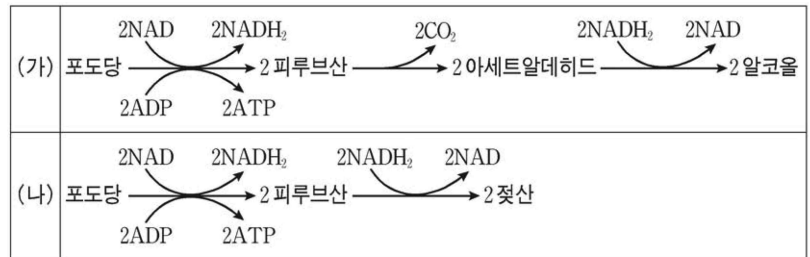 2NAD 2NADH₂ 2CO₂ 2NADH₂ 2NAD
(가) 포도당 2 피루브산 2 아세트알데히드 2 알코올
2ADP 2ATP
2NAD 2NADH₂ 2NADH₂ 2NAD
(나) 포도당 2 피루브산 2 젖산
2ADP 2ATP